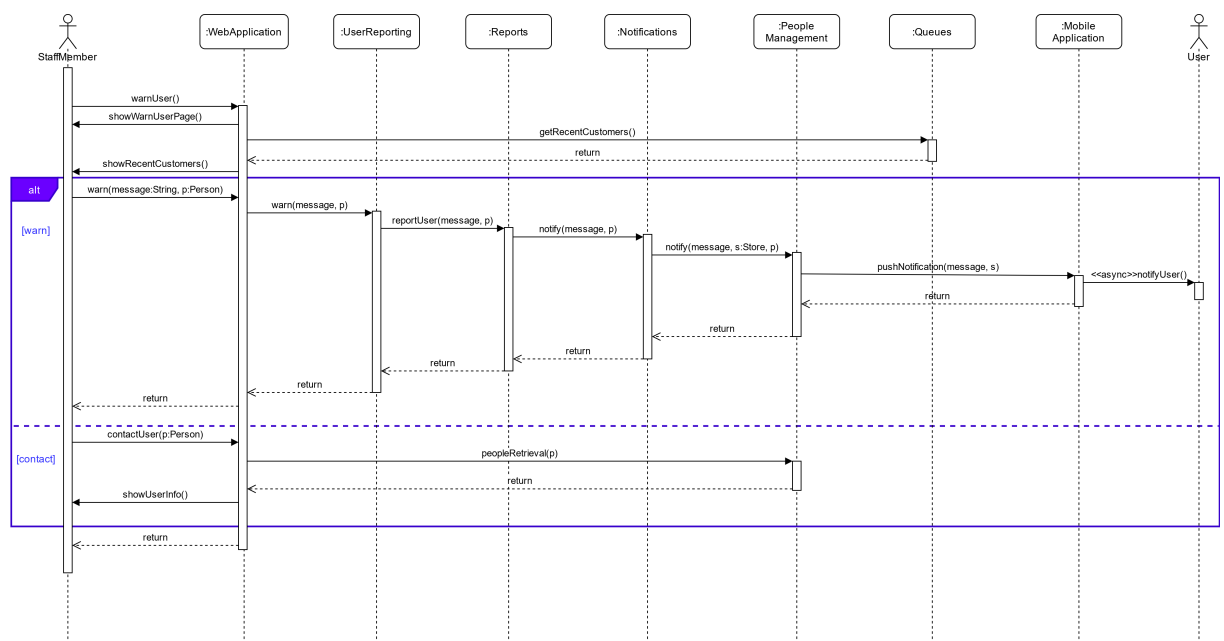 :WebApplication
:UserReporting
:Reports
:Notifications
:People
Management
:Queues
:Mobile
Application
StaffMember
User
warnUser()
showWarnUserPage()
getRecentCustomers()
return
showRecentCustomers()
alt
warn(message:String, p:Person)
warn(message, p)
reportUser(message, p)
[warn]
notify(message, p)
notify(message, s:Store, p)
pushNotification(message, s)
<<async>>notifyUser()
return
return
return
return
return
return
contactUser(p:Person)
[contact]
peopleRetrieval(p)
return
showUserInfo()
return